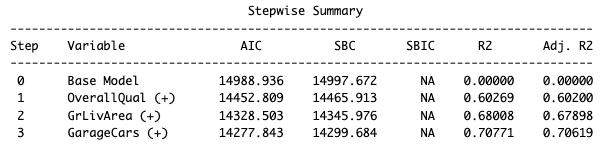 Stepwise Summary
Step Variable AIC SBC SBIC R2 Adj. R2
0 Base Model 14988.936 14997.672 NA 0.00000 0.00000
1 OverallQual (+) 14452.809 14465.913 NA 0.60269 0.60200
2 GrLivArea (+) 14328.503 14345.976 NA 0.68008 0.67898
3 GarageCars (+) 14277.843 14299.684 NA 0.70771 0.70619